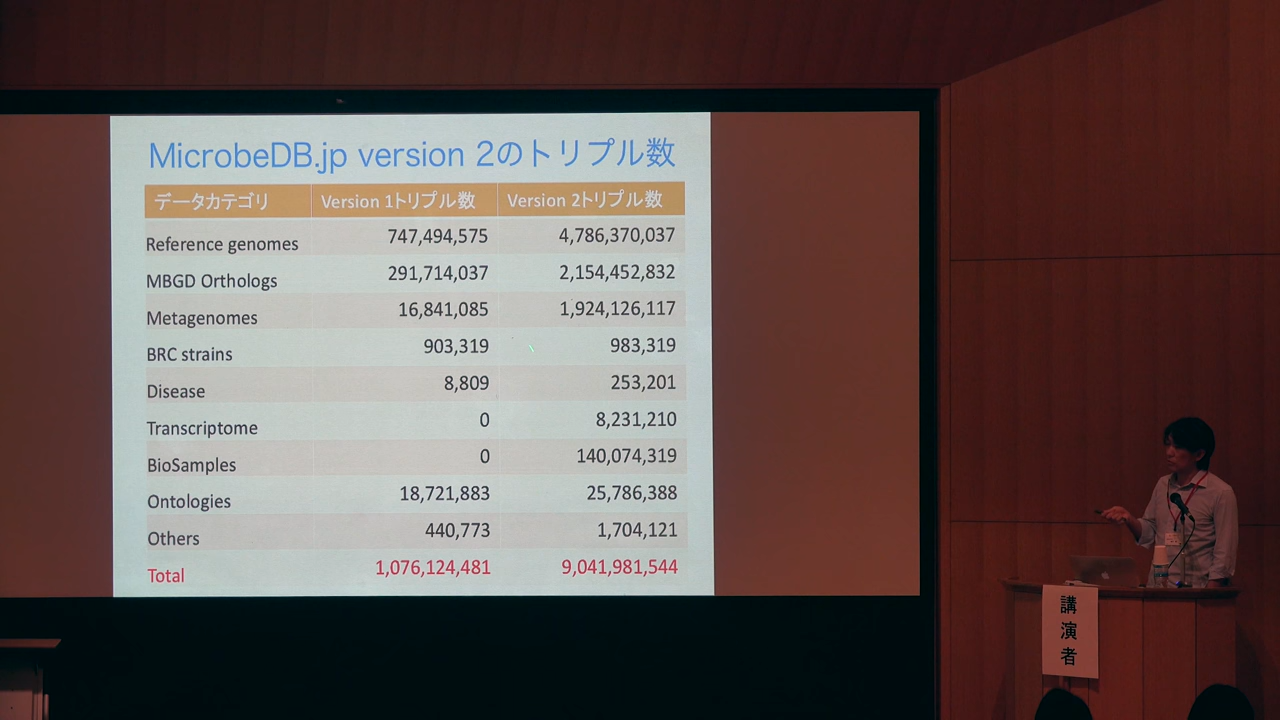 MicrobeDB.jp version 2のトリプル数
データカテゴリ Version 1トリプル数 Version 2トリプル数
Reference genomes 747,494,575 4,786,370,037
MBGD Orthologs 291,714,037 2,154,452,832
Metagenomes 16,841,085 1,924,126,117
BRC strains 903,319 983,319
Disease 8,809 253,201
Transcriptome 0 8,231,210
BioSamples 0 140,074,319
Ontologies 18,721,883 25,786,388
Others 440,773 1,704,121
Total 1,076,124,481 9,041,981,544
講演者